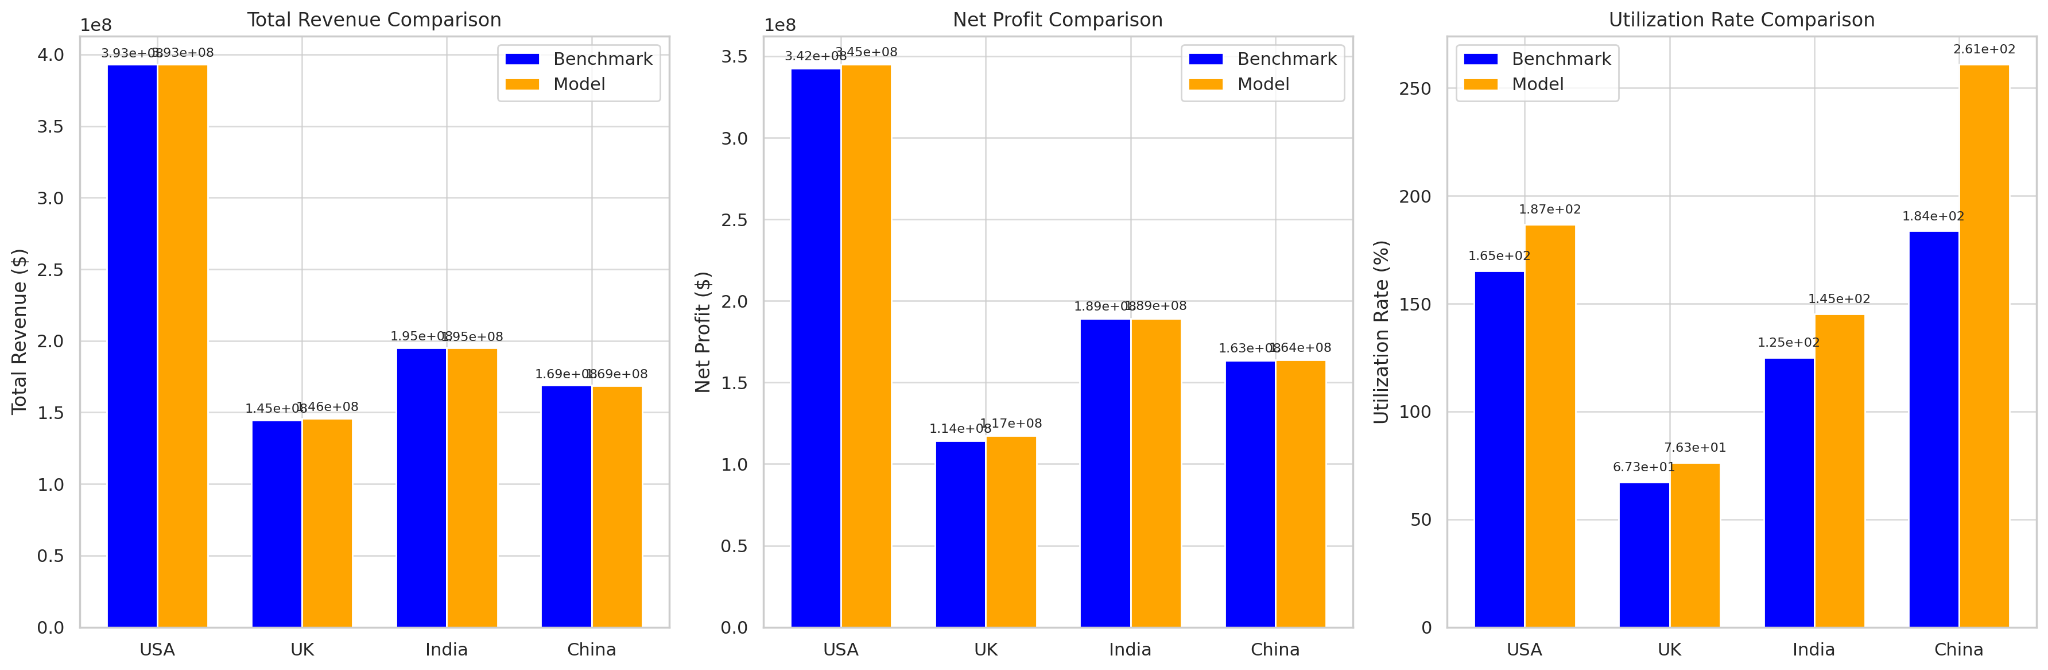 Total Revenue Comparison
1e8
Total Revenue ($)
4.0
3.5
3.0
2.5
2.0
1.5
1.0
0.5
0.0
3.93e+08
3.93e+08
1.45e+08
1.46e+08
1.95e+08
1.95e+08
1.69e+08
1.69e+08
Benchmark
Model
USA
UK
India
China
Net Profit Comparison
1e8
Net Profit ($)
3.5
3.0
2.5
2.0
1.5
1.0
0.5
0.0
3.42e+08
3.45e+08
1.14e+08
1.17e+08
1.89e+08
1.89e+08
1.63e+08
1.64e+08
Benchmark
Model
USA
UK
India
China
Utilization Rate Comparison
Utilization Rate (%)
250
200
150
100
50
0
Benchmark
Model
1.65e+02
1.87e+02
6.73e+01
7.63e+01
1.25e+02
1.45e+02
1.84e+02
2.61e+02
USA
UK
India
China